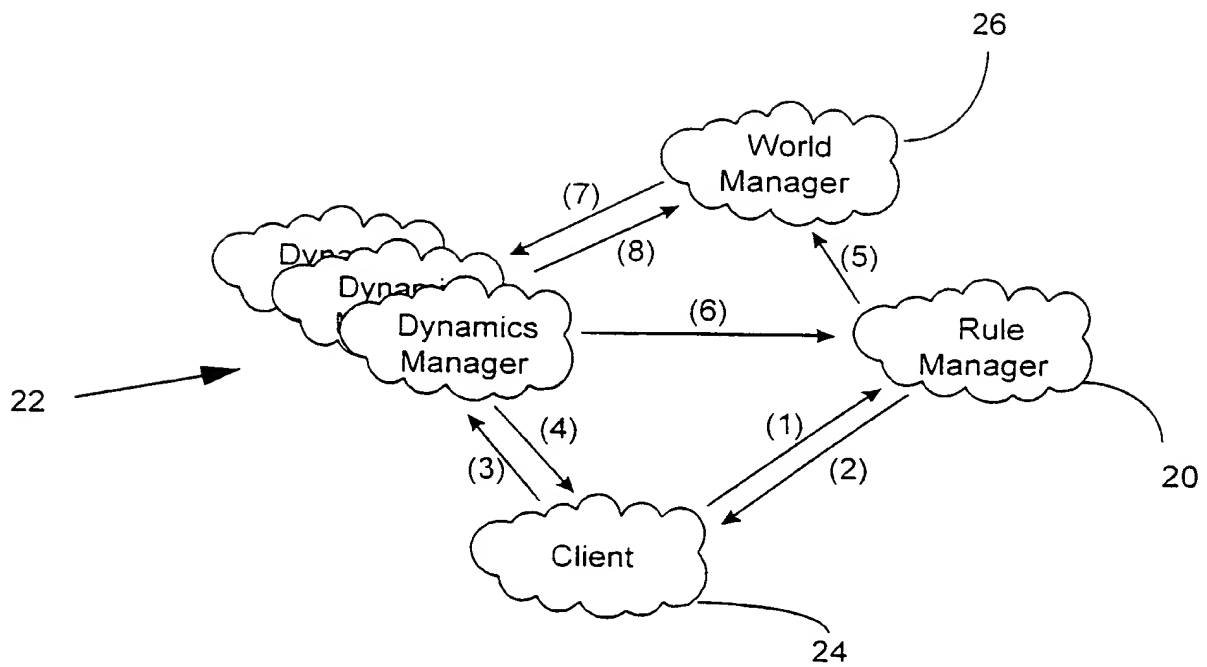 26
World
Manager
(7)
(8)
(5)
Dynamics
Manager
(6)
Rule
Manager
22
(4)
(3)
(1)
(2)
20
Client
24